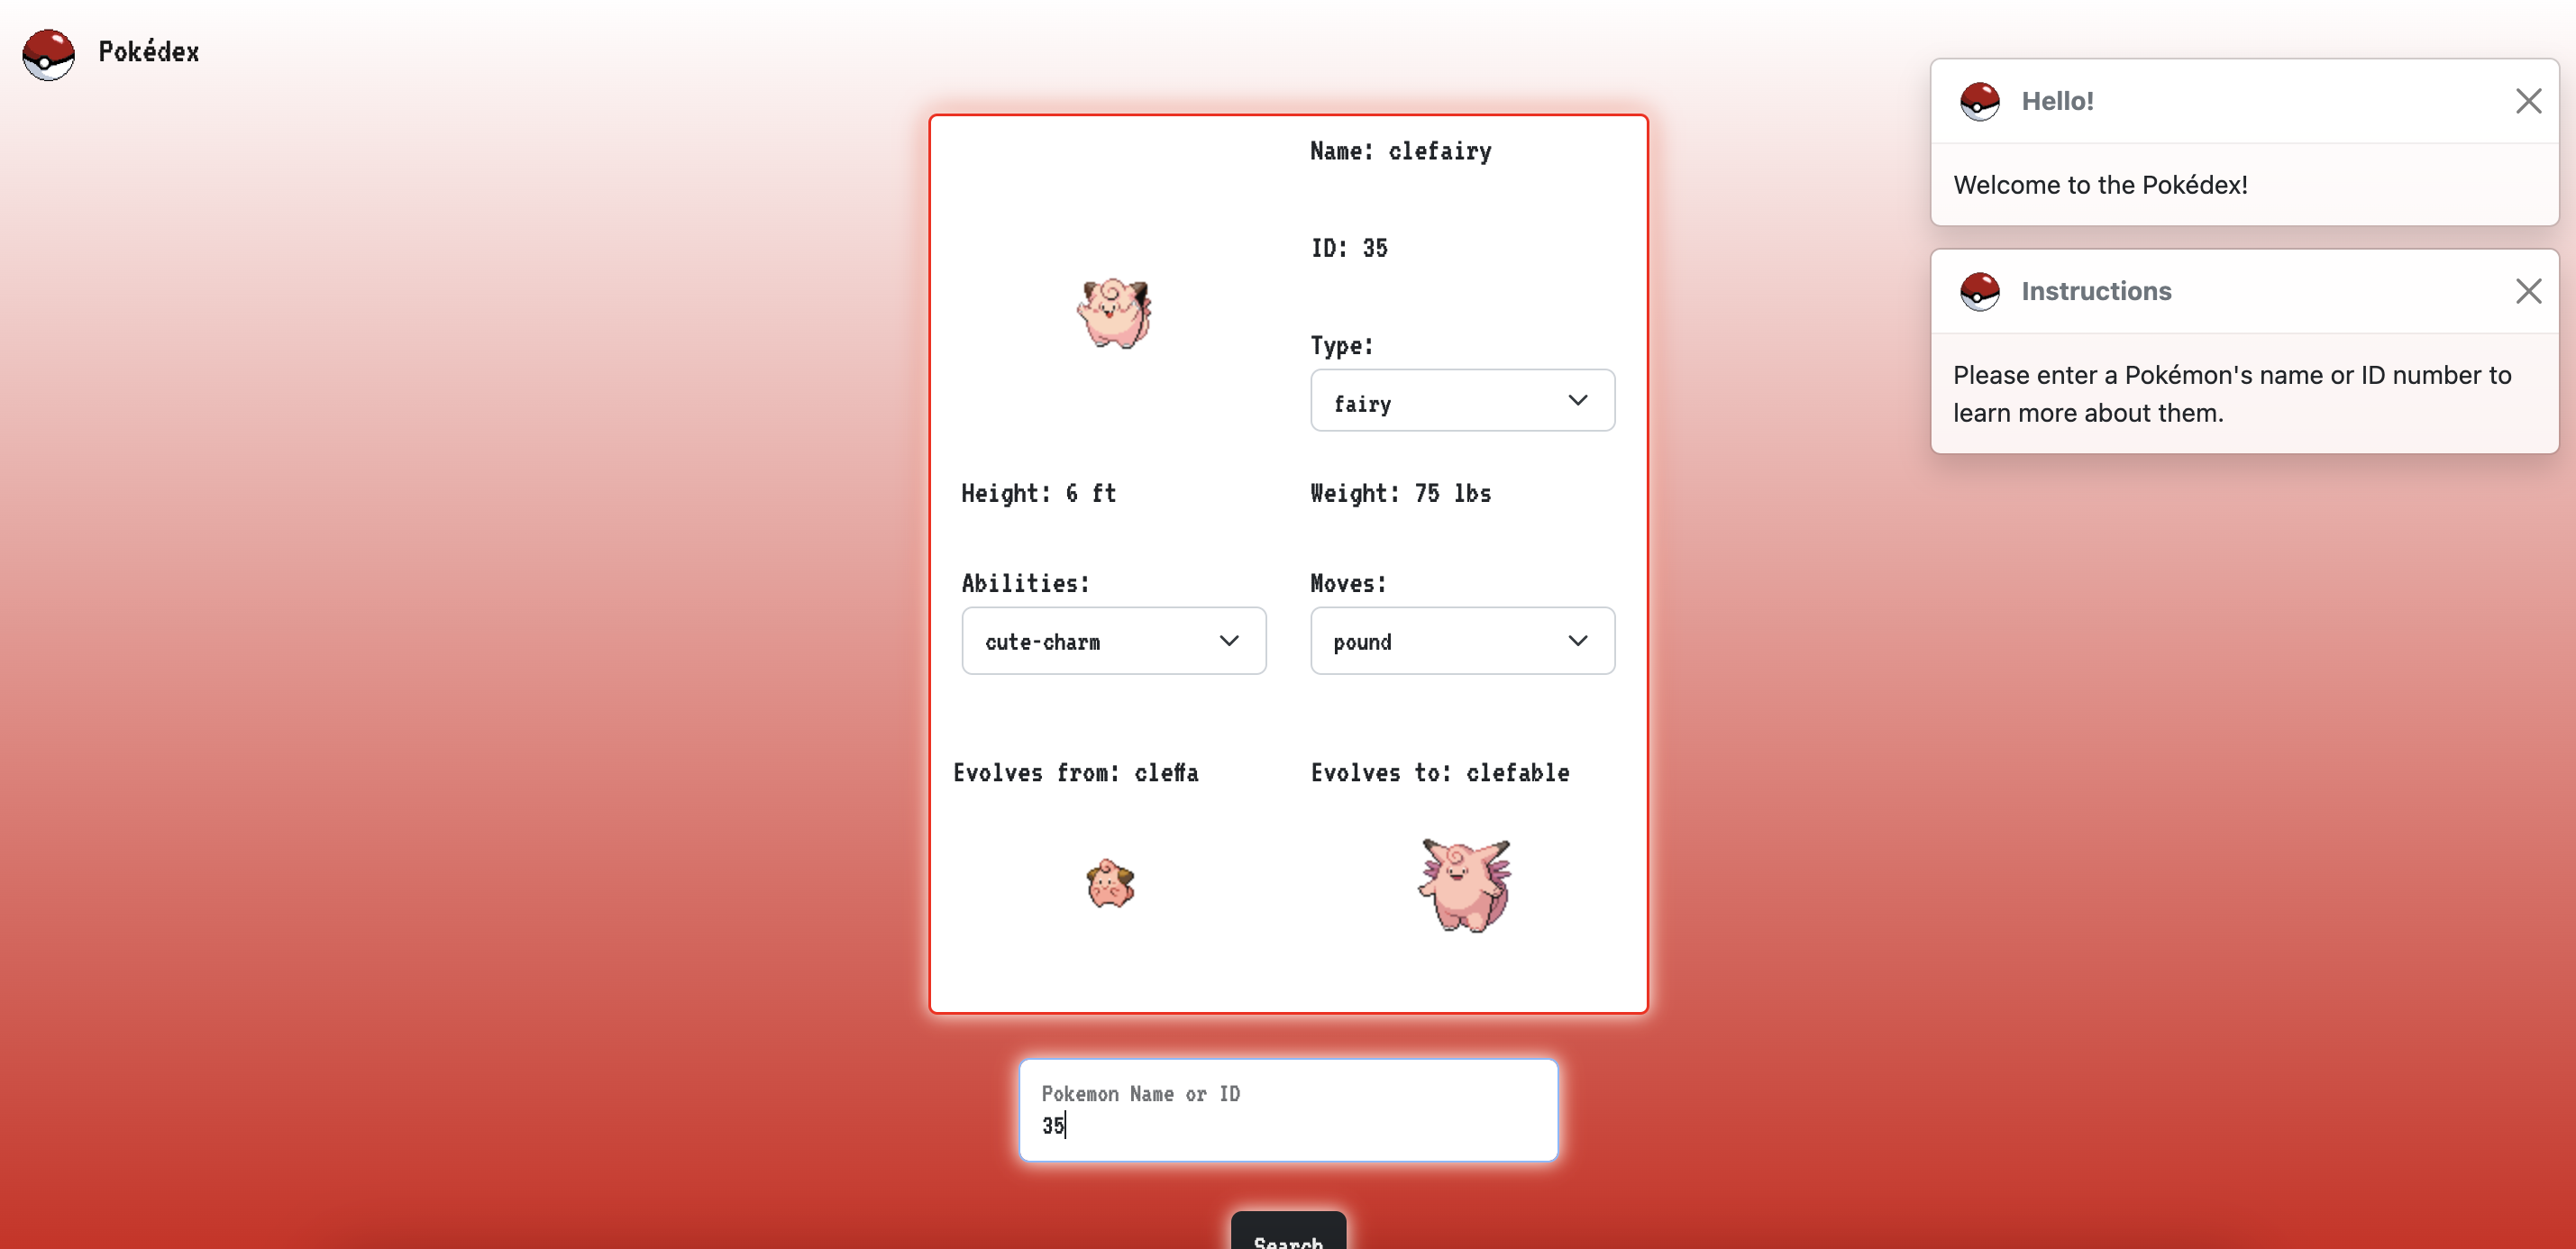 Pokédex
Name: clefairy
ID: 35
Type:
fairy
Height: 6 ft
Weight: 75 lbs
Abilities:
Moves:
cute-charm
pound
Evolves from: cleffa
Evolves to: clefable
Pokemon Name or ID
35
Search
Hello!
Welcome to the Pokédex!
Instructions
Please enter a Pokémon's name or ID number to
learn more about them.